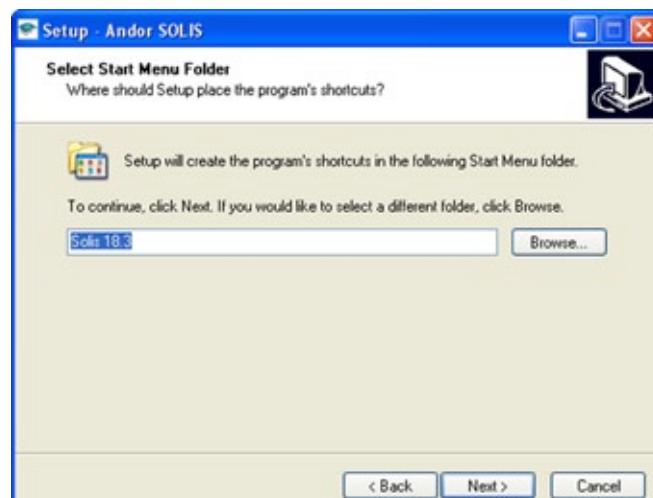 Setup - Andor SOLIS
Select Start Menu Folder
Where should Setup place the program's shortcuts?
Setup will create the program's shortcuts in the following Start Menu folder.
To continue, click Next. If you would like to select a different folder, click Browse.
Solis 18.3
Browse...
< Back
Next >
Cancel